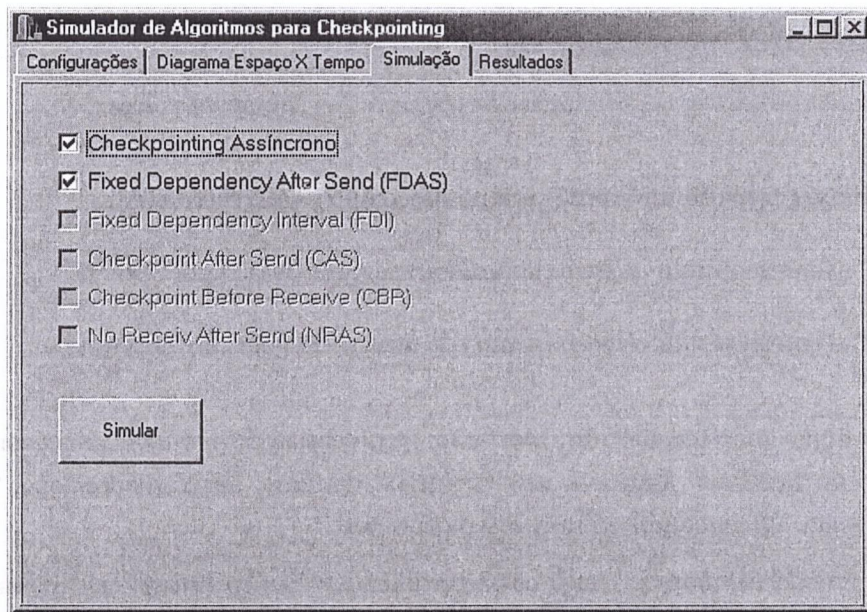 Simulador de Algoritmos para Checkpointing
Configurações Diagrama Espaço X Tempo Simulação Resultados
Checkpointing Assíncrono
Fixed Dependency After Send (FDAS)
Fixed Dependency Interval (FDI)
Checkpoint After Send (CAS)
Checkpoint Before Receive (CBR)
No Receiv After Send (NRAS)
Simular